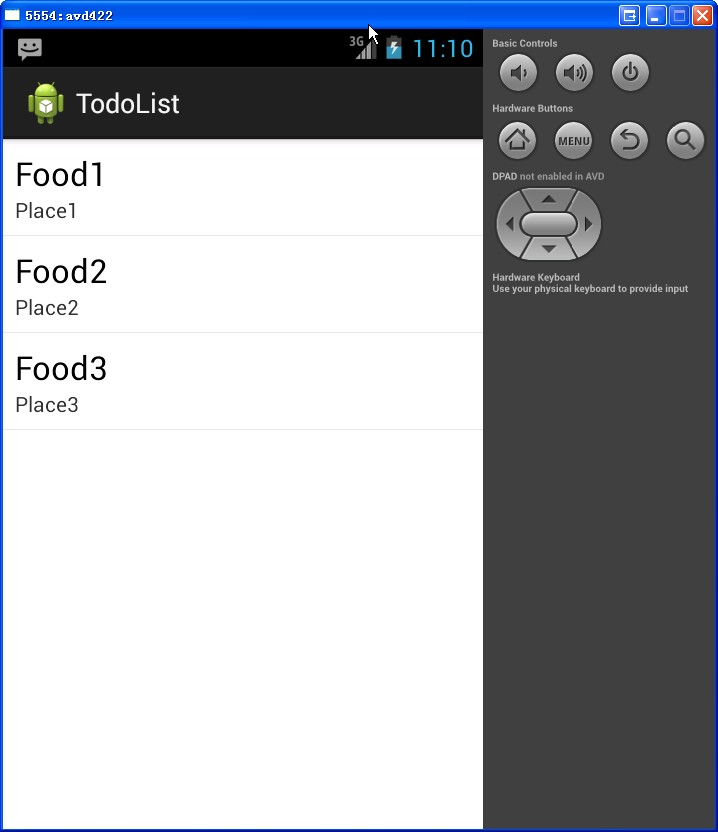 5554:avd422
3G 11:10
TodoList
Food1
Place1
Food2
Place2
Food3
Place3
Basic Controls
Hardware Buttons
MENU
DPAD not enabled in AVD
Hardware Keyboard
Use your physical keyboard to provide input